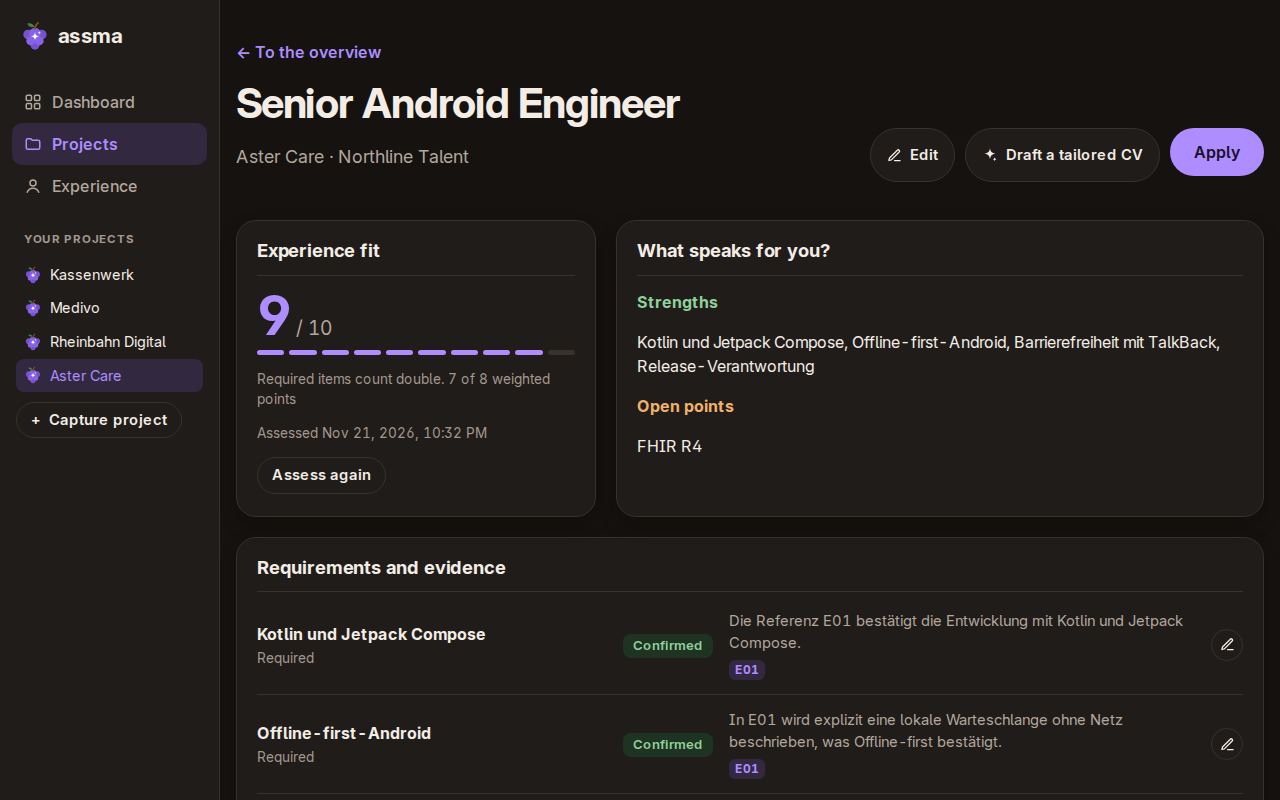 assma
Dashboard
Projects
Experience
YOUR PROJECTS
Kassenwerk
Medivo
Rheinbahn Digital
Aster Care
+ Capture project
← To the overview
Senior Android Engineer
Aster Care · Northline Talent
Edit
Draft a tailored CV
Apply
Experience fit
9 / 10
Required items count double. 7 of 8 weighted
points
Assessed Nov 21, 2026, 10:32 PM
Assess again
What speaks for you?
Strengths
Kotlin und Jetpack Compose, Offline-first-Android, Barrierefreiheit mit TalkBack,
Release-Verantwortung
Open points
FHIR R4
Requirements and evidence
Kotlin und Jetpack Compose
Required
Confirmed
Die Referenz E01 bestätigt die Entwicklung mit Kotlin und Jetpack
Compose.
E01
Offline-first-Android
Required
Confirmed
In E01 wird explizit eine lokale Warteschlange ohne Netz
beschrieben, was Offline-first bestätigt.
E01